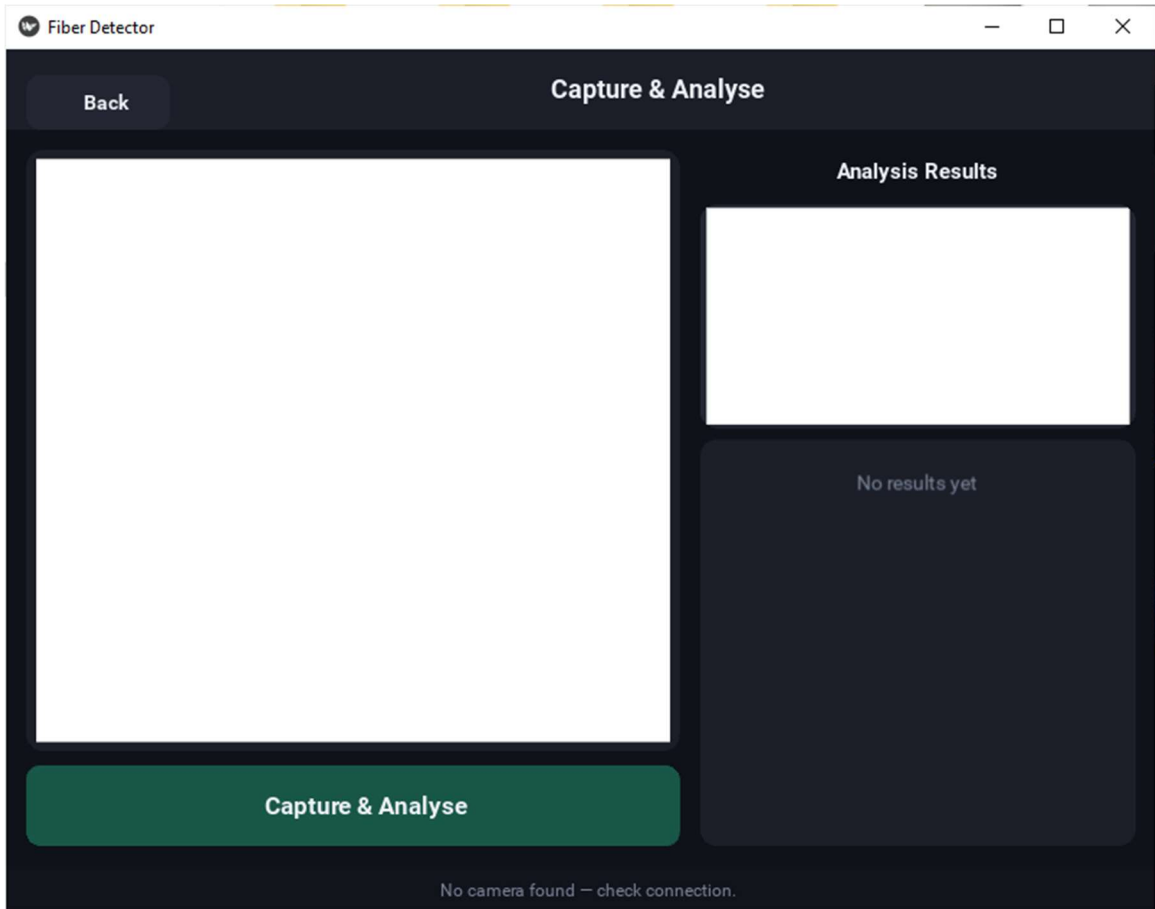 Fiber Detector
Back
Capture & Analyse
Analysis Results
No results yet
Capture & Analyse
No camera found — check connection.